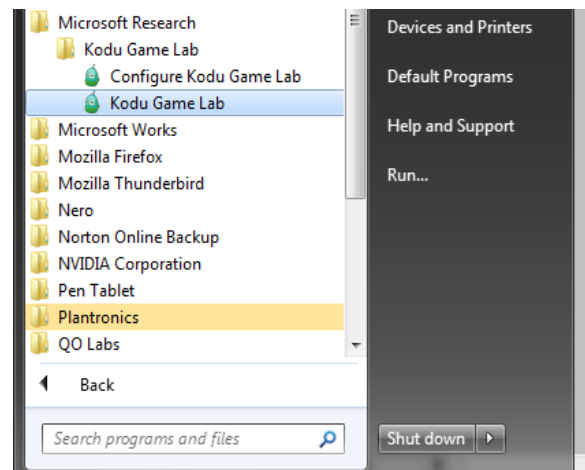 Microsoft Research
Kodu Game Lab
Configure Kodu Game Lab
Kodu Game Lab
Microsoft Works
Mozilla Firefox
Mozilla Thunderbird
Nero
Norton Online Backup
NVIDIA Corporation
Pen Tablet
Plantronics
QO Labs
Back
Search programs and files
Devices and Printers
Default Programs
Help and Support
Run...
Shut down